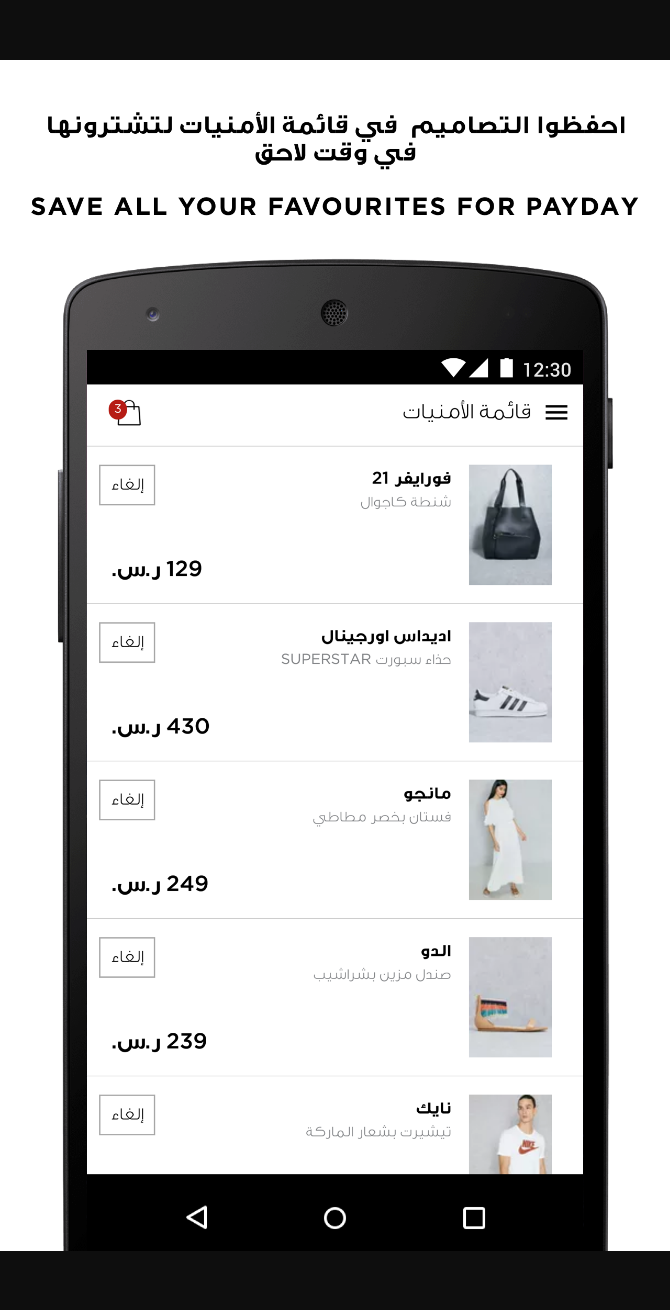 احفظوا التصاميم في قائمة الأمنيات لتشترونها
في وقت لاحق
SAVE ALL YOUR FAVOURITES FOR PAYDAY
12:30
قائمة الأمنيات
3
فورايفر 21
إلغاء
شنطة كاجوال
129 ر.س.
اديداس اورجينال
إلغاء
حذاء سبورت SUPERSTAR
430 ر.س.
مانجو
إلغاء
فستان بخصر مطاطي
249 ر.س.
الدو
إلغاء
صندل مزين بشراشيب
239 ر.س.
نايك
إلغاء
تيشيرت بشعار الماركة